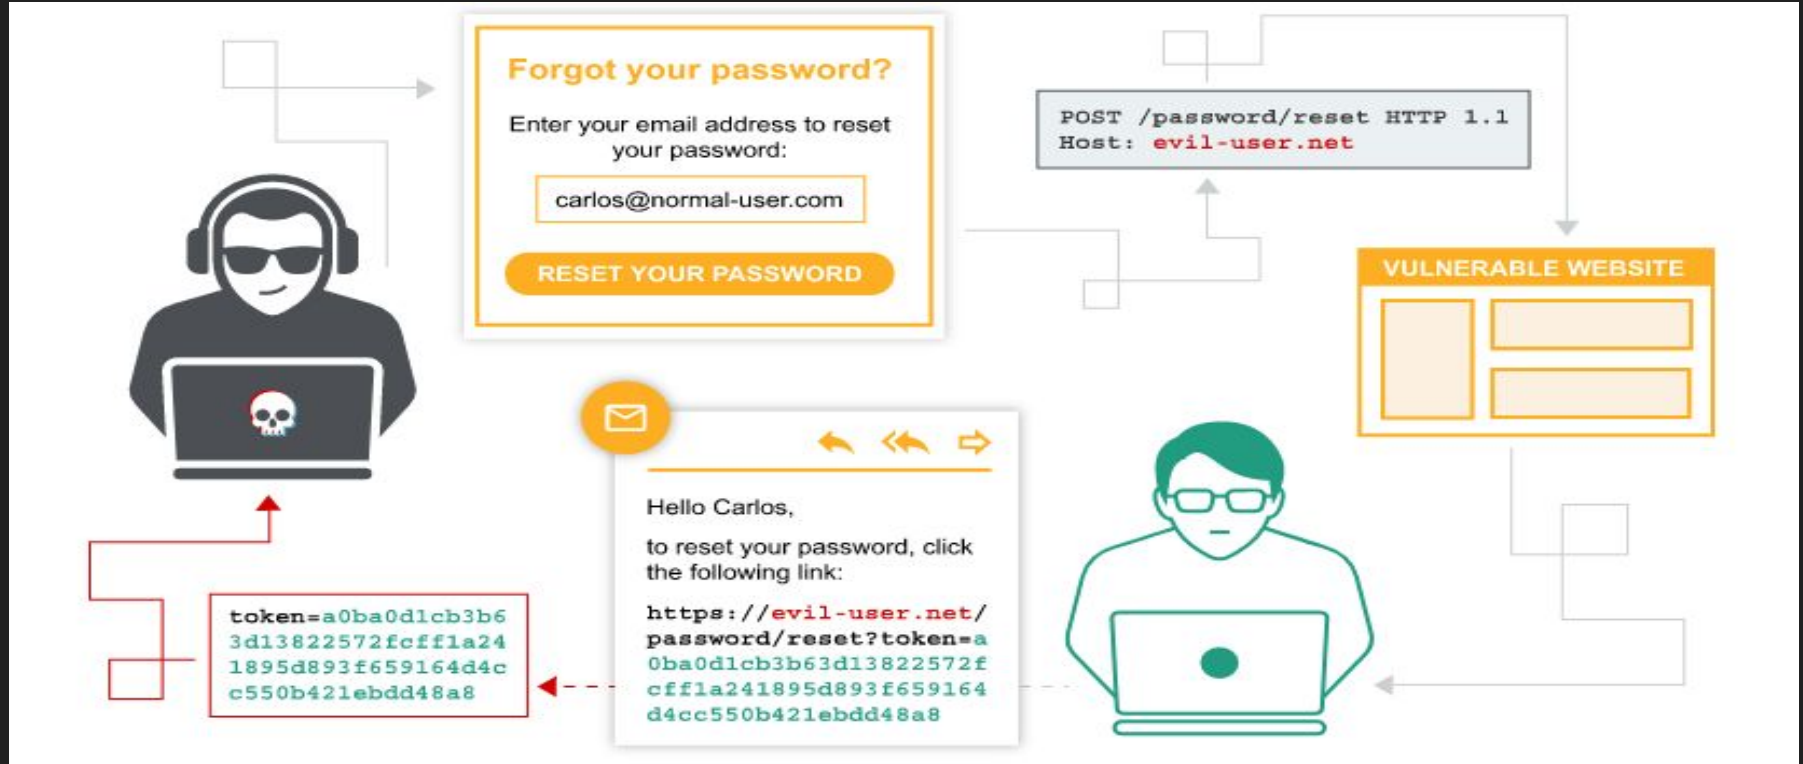 Forgot your password?
Enter your email address to reset
your password:
carlos@normal-user.com
RESET YOUR PASSWORD
POST /password/reset HTTP 1.1
Host: evil-user.net
VULNERABLE WEBSITE
Hello Carlos,
to reset your password, click
the following link:
https://evil-user.net/
password/reset?token=a
0ba0d1cb3b63d13822572f
cff1a241895d893f659164
d4cc550b421ebdd48a8
token=a0ba0d1cb3b6
3d13822572fcff1a24
1895d893f659164d4c
c550b421ebdd48a8